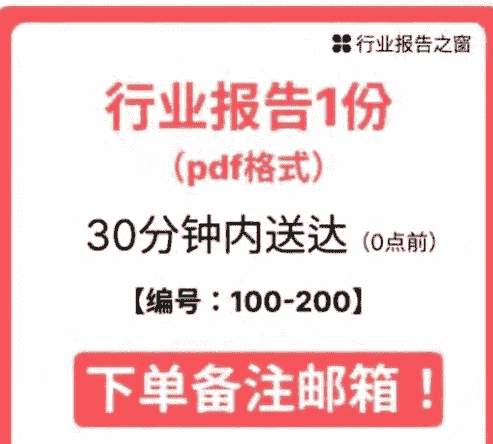 行业报告之窗
行业报告1份
（pdf格式）
30分钟内送达（0点前）
【编号：100-200】
下单备注邮箱！